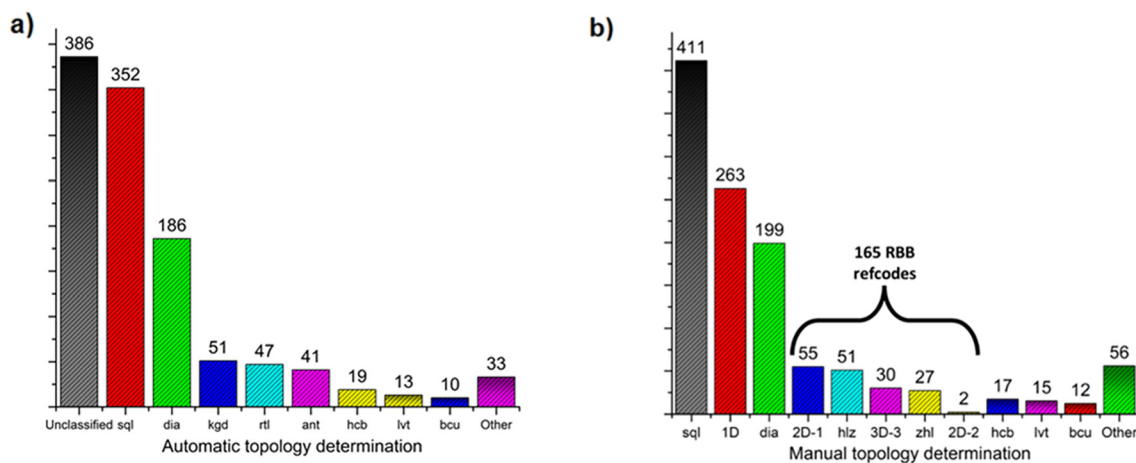 a)
386
352
186
51
47
41
19
13
10
33
Unclassified sql dia kgd rtl ant hcb lvt bcu Other
Automatic topology determination
b)
411
263
199
165 RBB
refcodes
55
51
30
27
2
17
15
12
56
sql 1D dia 2D-1 hlz 3D-3 zhl 2D-2 hcb lvt bcu Other
Manual topology determination